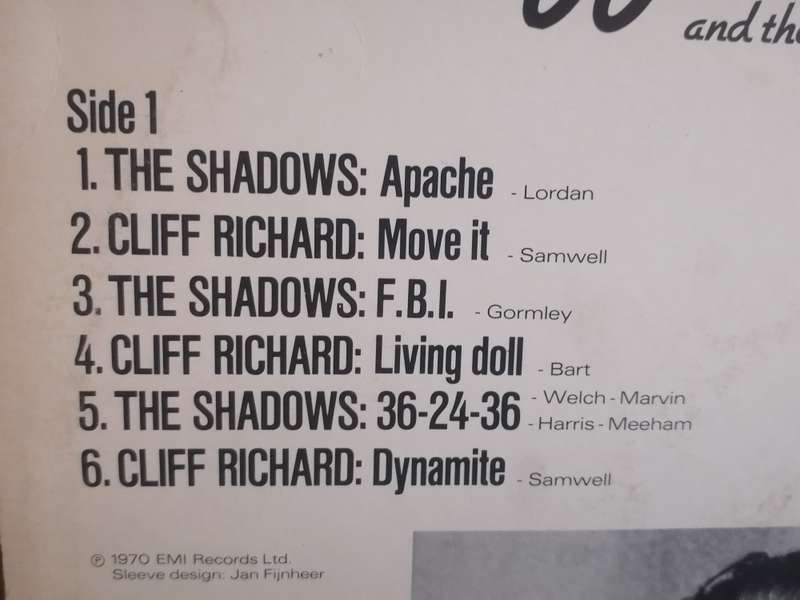 and the
Side 1
1. THE SHADOWS: Apache - Lordan
2. CLIFF RICHARD: Move it - Samwell
3. THE SHADOWS: F.B.I. - Gormley
4. CLIFF RICHARD: Living doll - Bart
5. THE SHADOWS: 36-24-36 - Welch - Marvin
- Harris - Meeham
6. CLIFF RICHARD: Dynamite - Samwell
℗ 1970 EMI Records Ltd.
Sleeve design: Jan Fijnheer